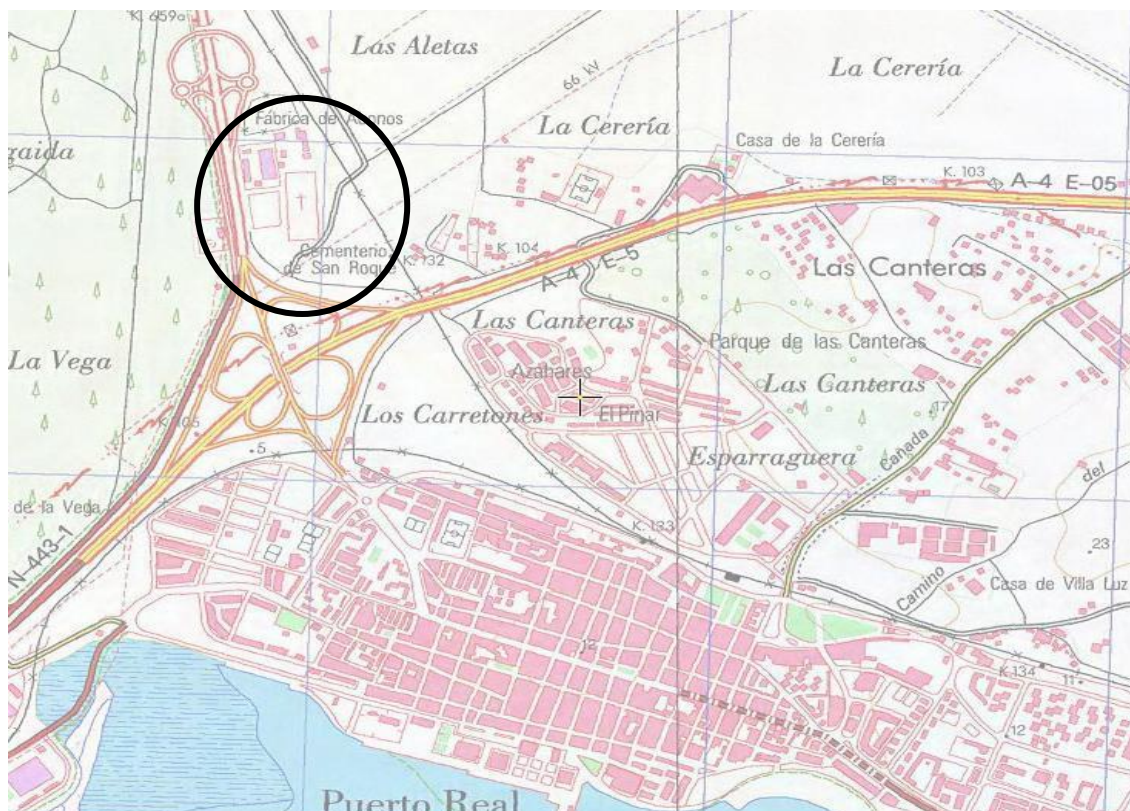 K. 659
Las Aletas
La Cerería
66 kV
Fábrica de Abonos
La Cerería
Casa de la Cerería
gaida
K. 103
A-4 E-05
Cementerio
de San Roque
K. 132
K. 104
A-4
E-5
Las Canteras
Las Canteras
Parque de las Canteras
La Vega
Azahares
Las Canteras
Los Carretones
El Pinar
17
K. 105
5
Esparraguera
Cañada
del
de la Vega
K. 133
23
N-443-1
Camino
Casa de Villa Luz
12
K. 134
11
12
Puerto Real